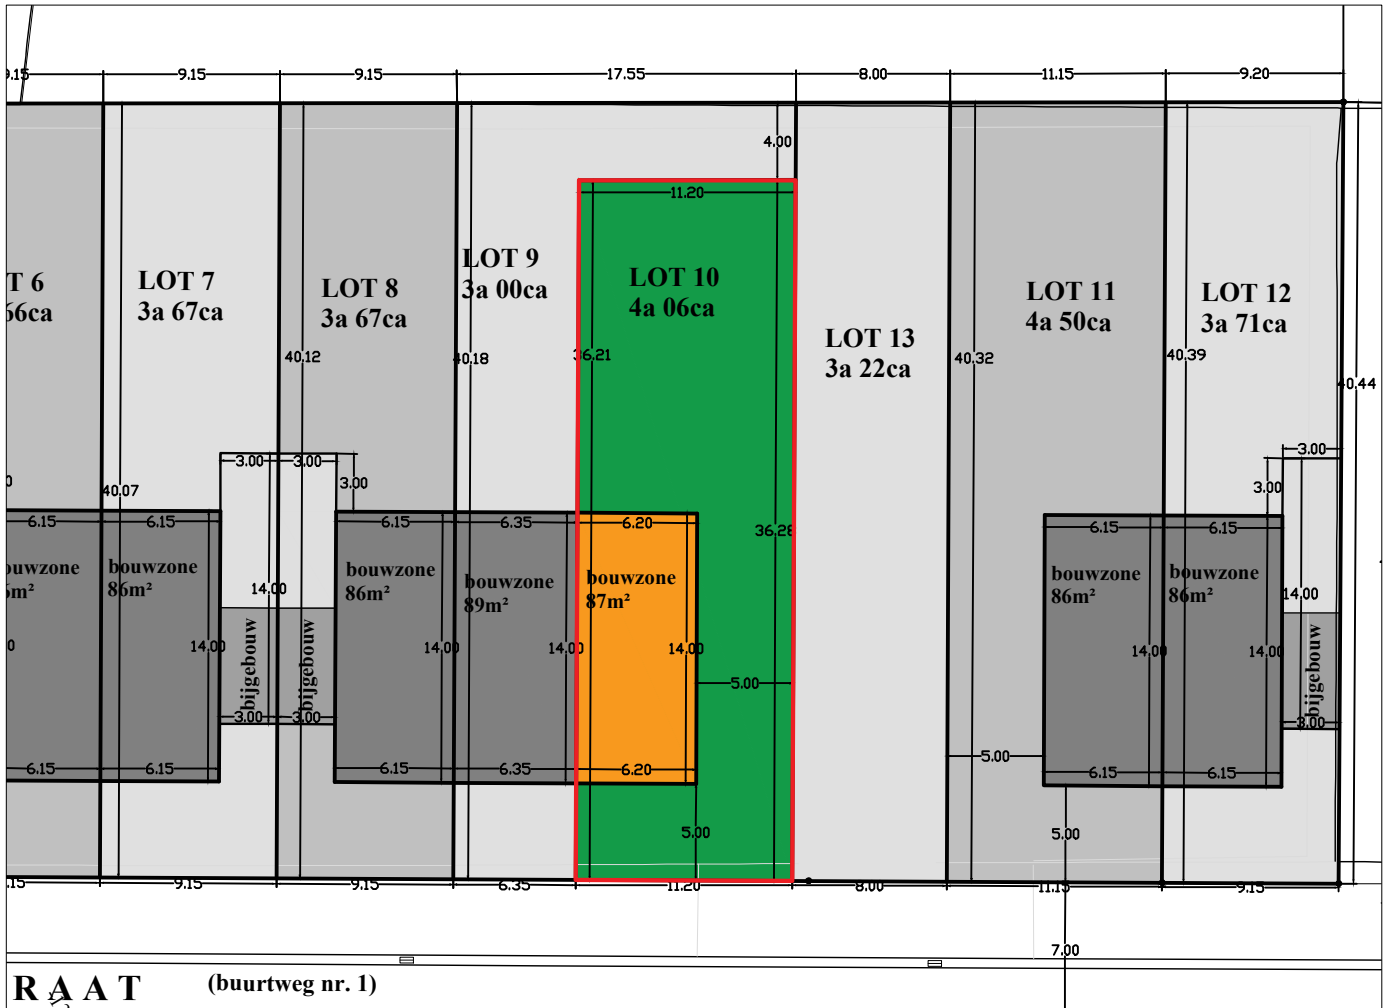 9.15 9.15 9.15 17.55 8.00 11.15 9.20
4.00
11.20
LOT 9
3a 00ca
T 6
66ca
LOT 7
3a 67ca
LOT 8
3a 67ca
LOT 10
4a 06ca
LOT 11
4a 50ca
LOT 12
3a 71ca
LOT 13
3a 22ca
40.12 40.18 36.21 40.32 40.39 40.44
3.00 3.00 3.00
40.07 3.00 3.00
6.15 6.15 6.15 6.35 6.20 36.28 6.15 6.15
bouwzone
bouwzone
86m²
bouwzone
86m²
bouwzone
89m²
bouwzone
87m²
bouwzone
86m²
bouwzone
86m²
14.00 14.00
14.00 14.00 14.00 14.00 14.00 14.00
bijgebouw bijgebouw bijgebouw
5.00
3.00 3.00 3.00
5.00
6.15 6.15 6.15 6.35 6.20 6.15 6.15
5.00 5.00
.15 9.15 9.15 6.35 11.20 8.00 11.15 9.15
7.00
RAAT (buurtweg nr. 1)